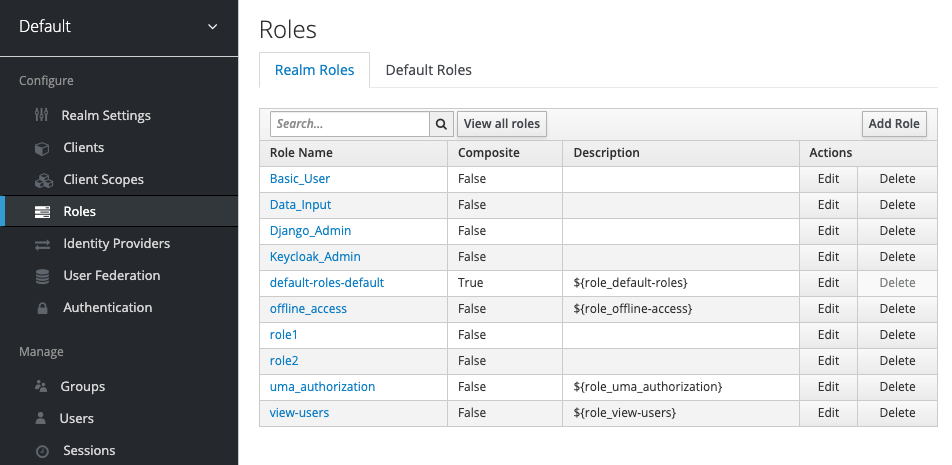 Default
Configure
Realm Settings
Clients
Client Scopes
Roles
Identity Providers
User Federation
Authentication
Manage
Groups
Users
Sessions
Roles
Realm Roles Default Roles
Search... View all roles Add Role
Role Name Composite Description Actions
Basic_User False Edit Delete
Data_Input False Edit Delete
Django_Admin False Edit Delete
Keycloak_Admin False Edit Delete
default-roles-default True ${role_default-roles} Edit Delete
offline_access False ${role_offline-access} Edit Delete
role1 False Edit Delete
role2 False Edit Delete
uma_authorization False ${role_uma_authorization} Edit Delete
view-users False ${role_view-users} Edit Delete